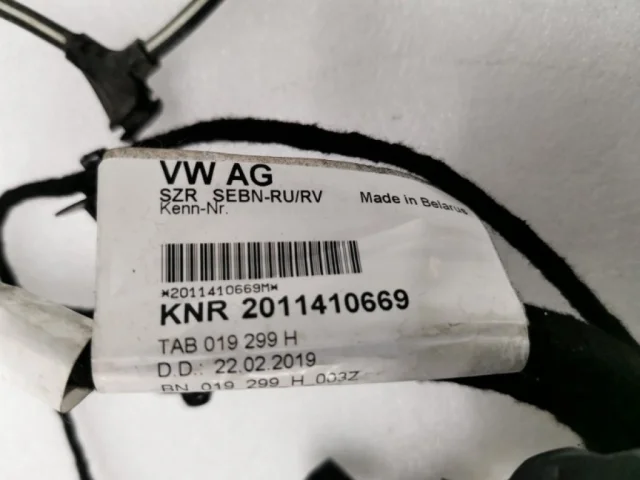 VW AG
SZR SEBN-RU/RV Made in Belarus
Kenn-Nr.
*2011410669M*
KNR 2011410669
TAB 019 299 H
D.D.: 22.02.2019
BN 019 299 H 003Z